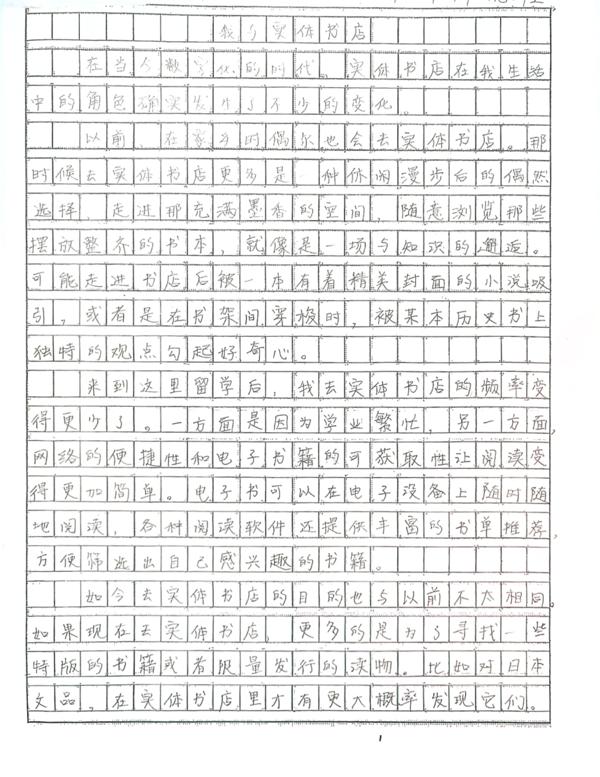 我与实体书店
在当今数字化的时代，实体书店在我生活
中的角色确实发生了不少的变化。
以前，在家乡时偶尔也会去实体书店。那
时候去实体书店更多是一种休闲漫步后的偶然
选择，走进那充满墨香的空间，随意浏览那些
摆放整齐的书本，就像是一场与知识的邂逅。
可能走进书店后被一本有着精美封面的小说吸
引，或者是在书架间穿梭时，被某本历史书上
独特的观点勾起好奇心。
来到这里留学后，我去实体书店的频率变
得更少了。一方面是因为学业繁忙，另一方面，
网络的便捷性和电子书籍的可获取性让阅读变
得更加简单。电子书可以在电子设备上随时随
地阅读，各种阅读软件还提供丰富的书单推荐，
方便筛选出自己感兴趣的书籍。
如今去实体书店的目的也与以前不太相同。
如果现在去实体书店，更多的是为了寻找一些
特版的书籍或者限量发行的读物。比如对日本
文品，在实体书店里才有更大概率发现它们。
1